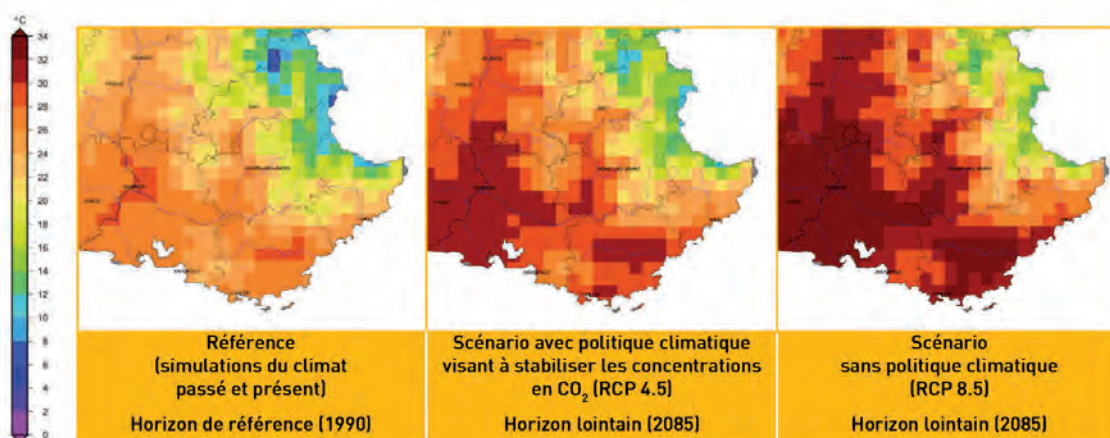 °C
34
32
30
28
26
24
22
20
18
16
14
12
10
8
6
4
2
0
Référence
(simulations du climat
passé et présent)
Horizon de référence (1990)
Scénario avec politique climatique
visant à stabiliser les concentrations
en CO₂ (RCP 4.5)
Horizon lointain (2085)
Scénario
sans politique climatique
(RCP 8.5)
Horizon lointain (2085)